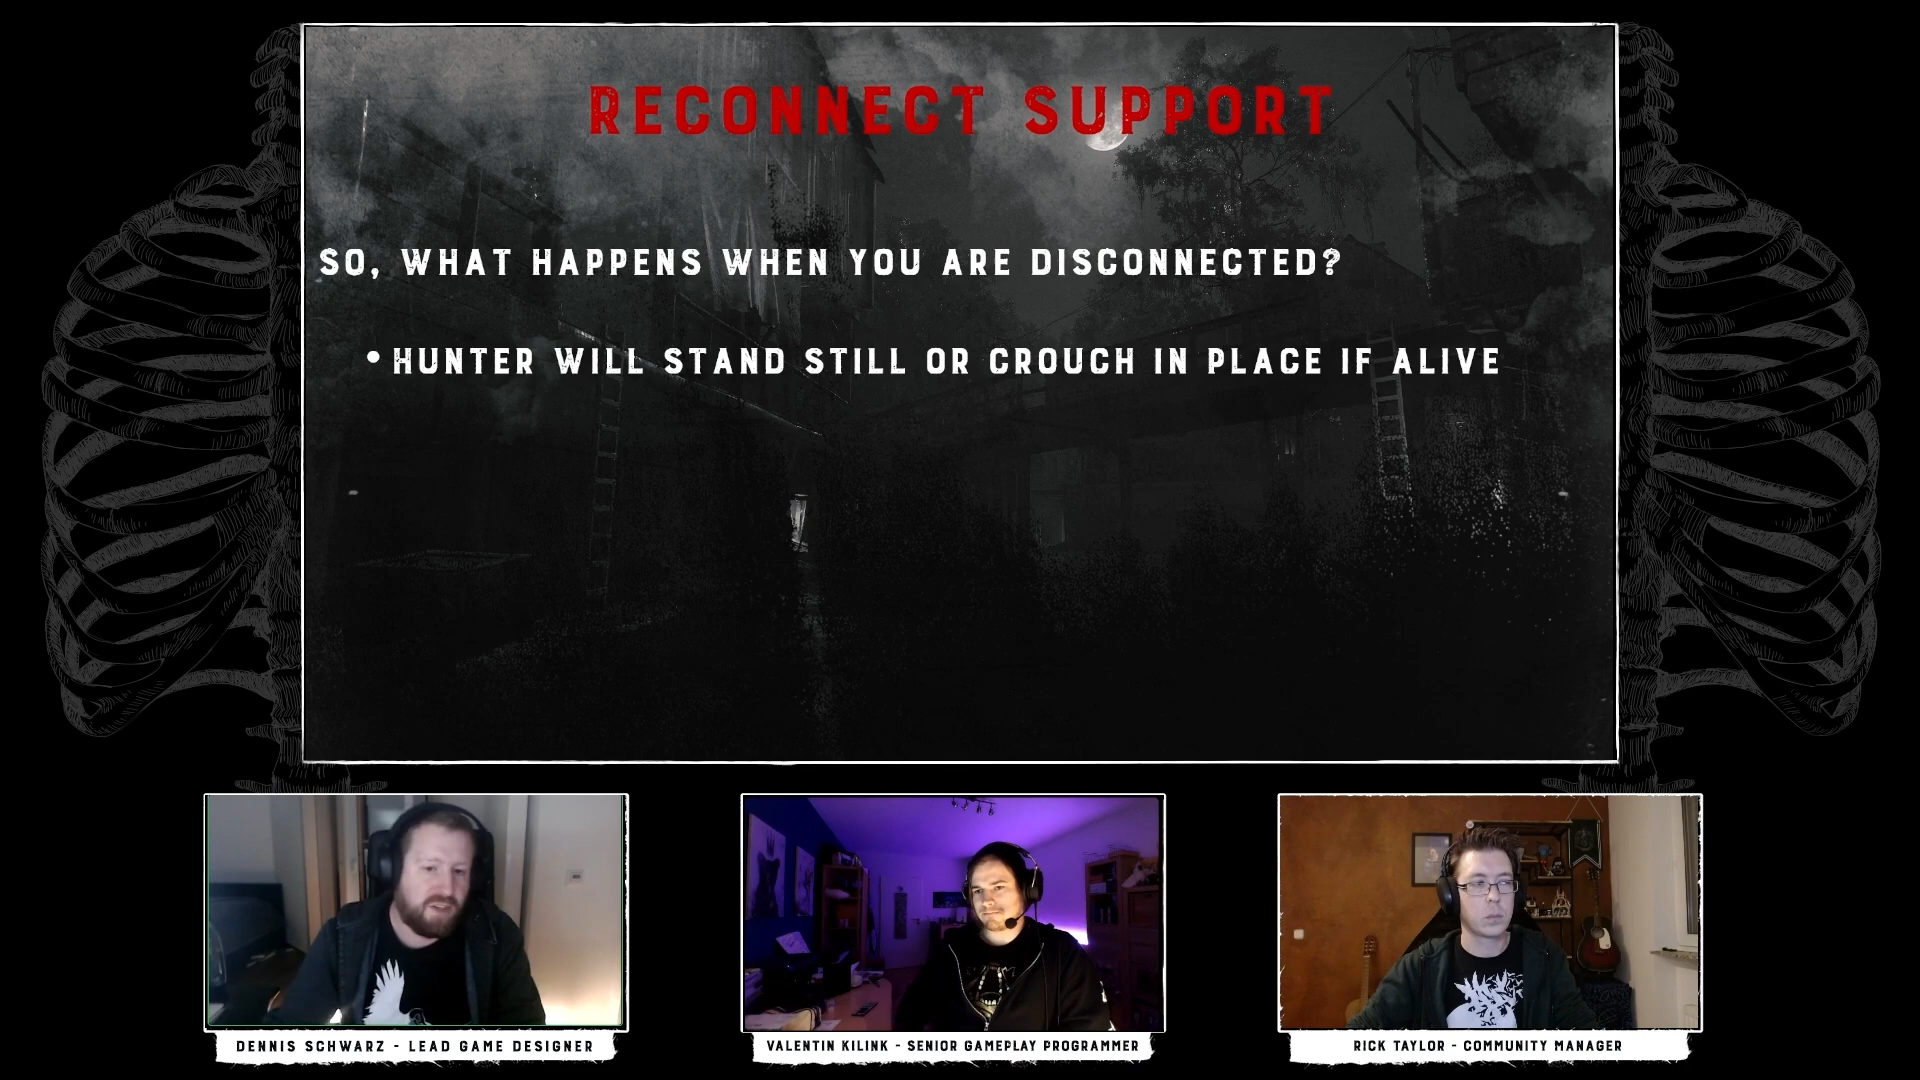 RECONNECT SUPPORT
SO, WHAT HAPPENS WHEN YOU ARE DISCONNECTED?
• HUNTER WILL STAND STILL OR CROUCH IN PLACE IF ALIVE
DENNIS SCHWARZ - LEAD GAME DESIGNER
VALENTIN KILINK - SENIOR GAMEPLAY PROGRAMMER
RICK TAYLOR - COMMUNITY MANAGER